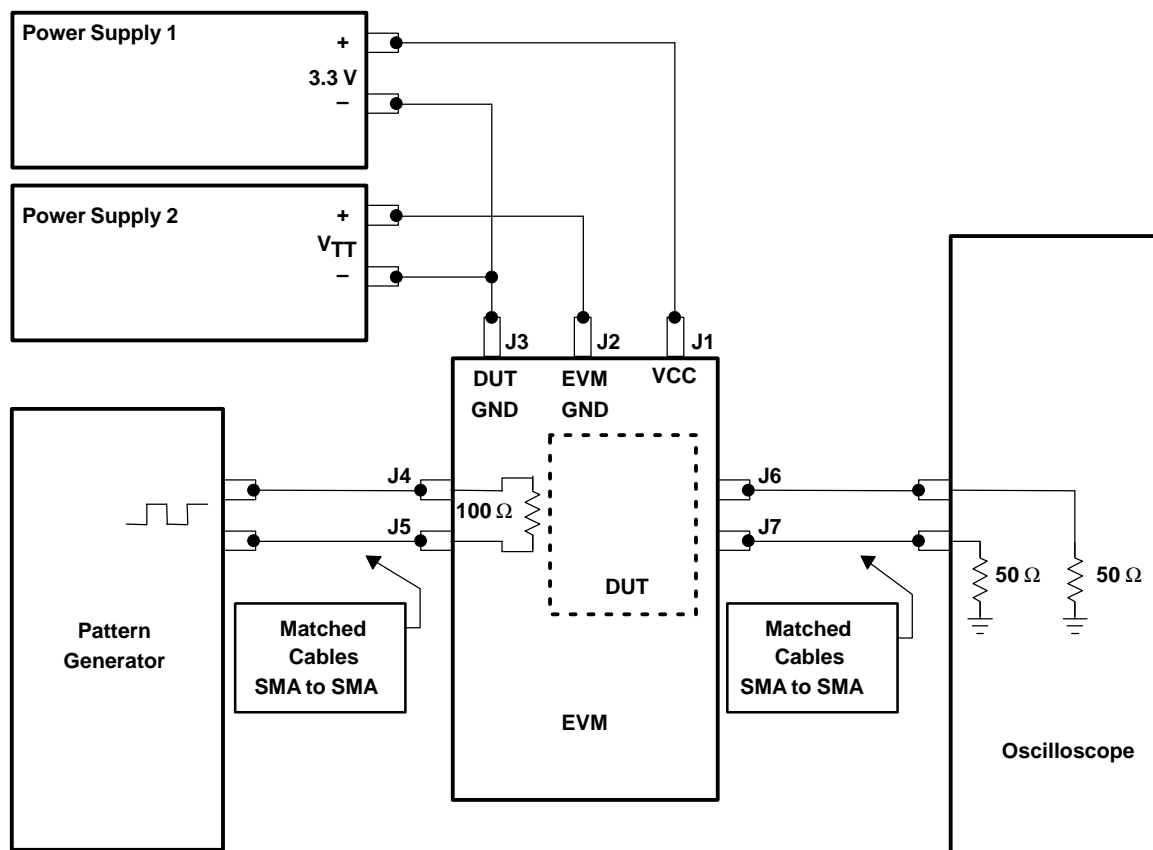 Power Supply 1
+
3.3 V
–
Power Supply 2
+
VTT
–
J3
J2
J1
DUT
GND
EVM
GND
VCC
J4
100 Ω
J5
J6
J7
DUT
50 Ω
50 Ω
Pattern
Generator
Matched
Cables
SMA to SMA
Matched
Cables
SMA to SMA
EVM
Oscilloscope